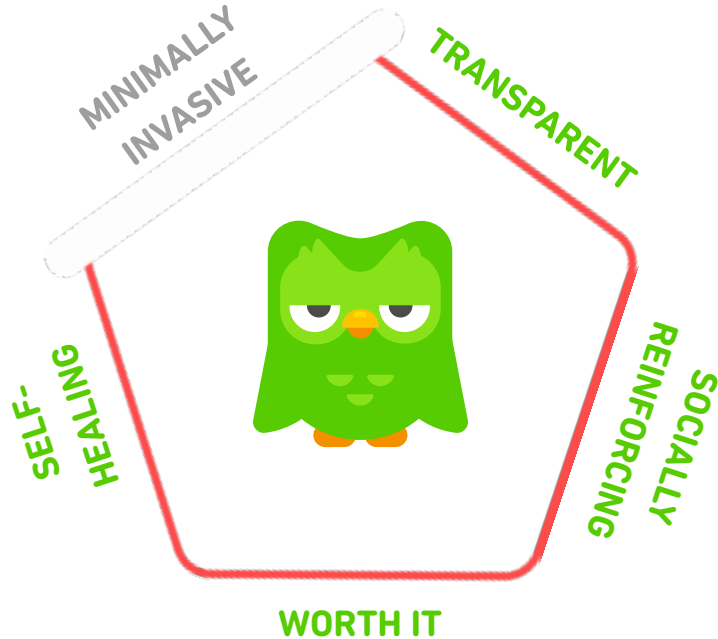 MINIMALLY
INVASIVE
TRANSPARENT
SOCIALLY
REINFORCING
WORTH IT
SELF-
HEALING